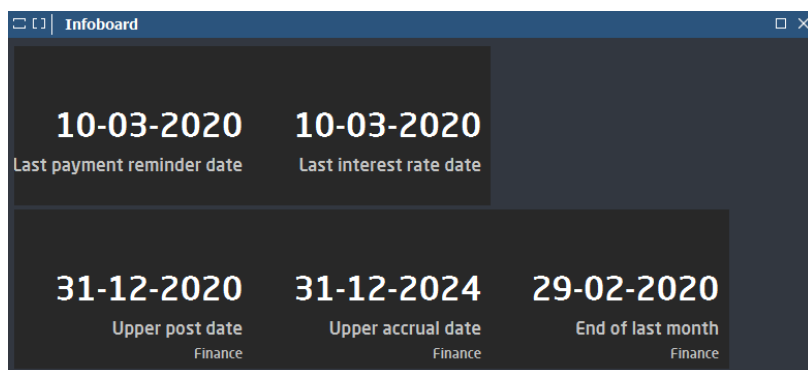 Infoboard
10-03-2020 10-03-2020
Last payment reminder date Last interest rate date
31-12-2020 31-12-2024 29-02-2020
Upper post date Upper accrual date End of last month
Finance Finance Finance